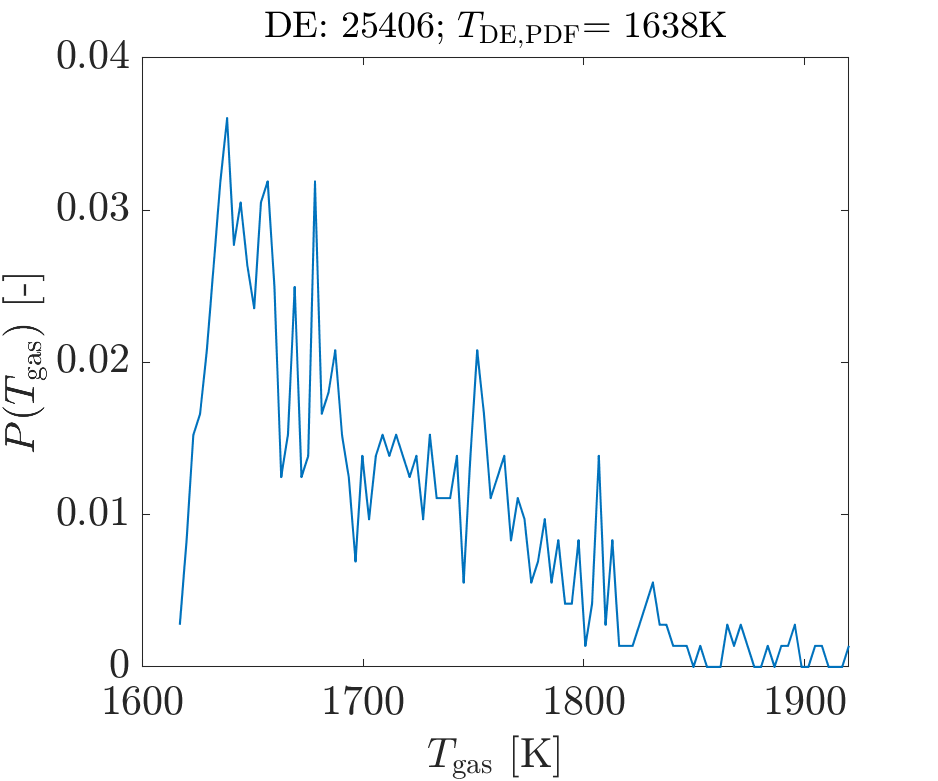 DE: 25406; T_DE,PDF= 1638K
0.04
0.03
0.02
0.01
0
P(T_gas) [-]
1600 1700 1800 1900
T_gas [K]